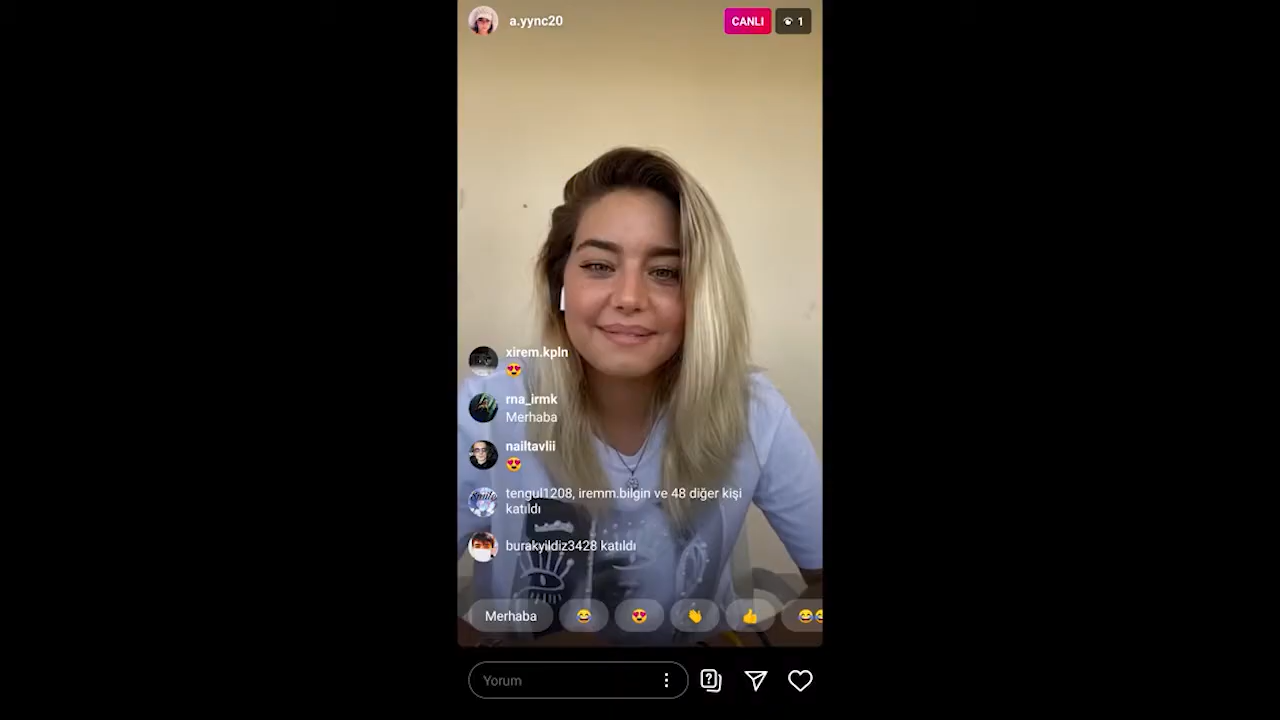 a.yync20
CANLI
1
xirem.kpln
rna_irmk
Merhaba
nailtavlii
tengul1208, iremm.bilgin ve 48 diğer kişi
katıldı
burakyildiz3428 katıldı
Merhaba
Yorum